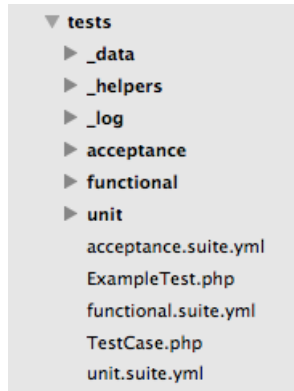 tests
_data
_helpers
_log
acceptance
functional
unit
acceptance.suite.yml
ExampleTest.php
functional.suite.yml
TestCase.php
unit.suite.yml